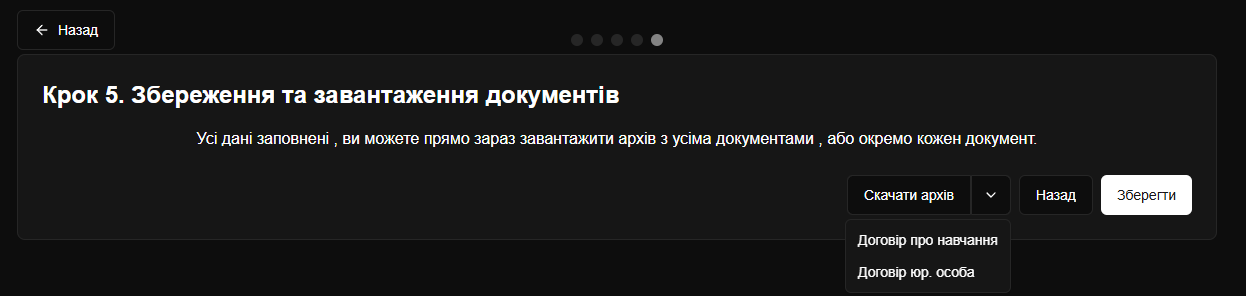 Назад
Крок 5. Збереження та завантаження документів
Усі дані заповнені , ви можете прямо зараз завантажити архів з усіма документами , або окремо кожен документ.
Скачати архів
Назад
Зберегти
Договір про навчання
Договір юр. особа